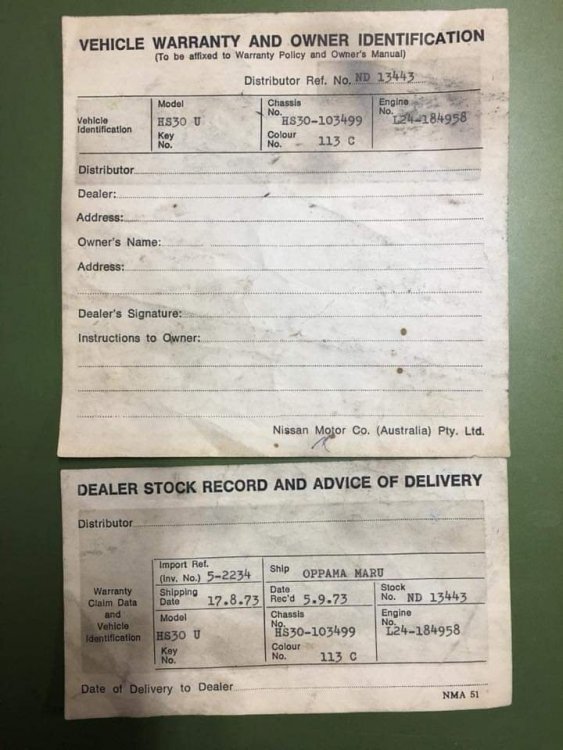 VEHICLE WARRANTY AND OWNER IDENTIFICATION
(To be affixed to Warranty Policy and Owner's Manual)
Distributor Ref. No. ND 13443
Vehicle Identification
Model HS30 U
Key No.
Chassis No. HS30-103499
Colour No. 113 C
Engine No. L24-184958
Distributor
Dealer:
Address:
Owner's Name:
Address:
Dealer's Signature:
Instructions to Owner:
Nissan Motor Co. (Australia) Pty. Ltd.
DEALER STOCK RECORD AND ADVICE OF DELIVERY
Distributor
Warranty Claim Data and Vehicle Identification
Import Ref. (Inv. No.) 5-2234
Ship OPPAMA MARU
Shipping Date 17.8.73
Date Rec'd 5.9.73
Stock No. ND 13443
Model HS30 U
Key No.
Chassis No. HS30-103499
Colour No. 113 C
Engine No. L24-184958
Date of Delivery to Dealer
NMA 51